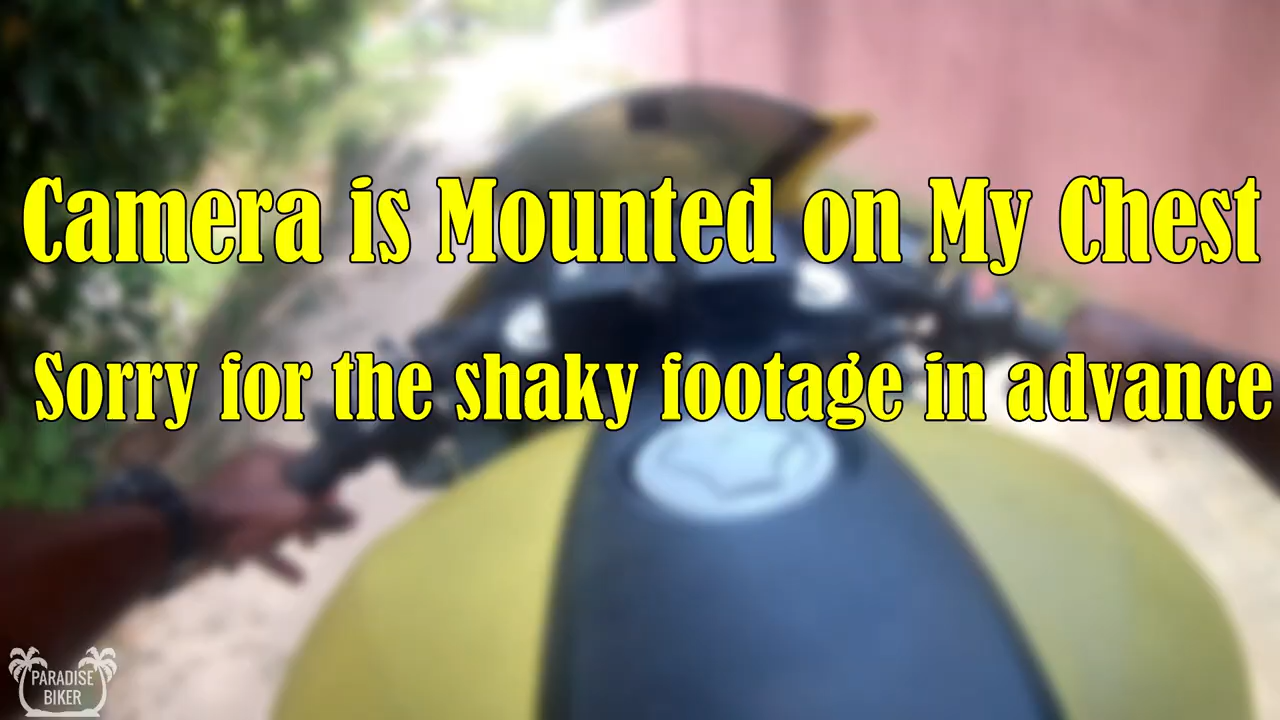 Camera is Mounted on My Chest
Sorry for the shaky footage in advance
PARADISE
BIKER